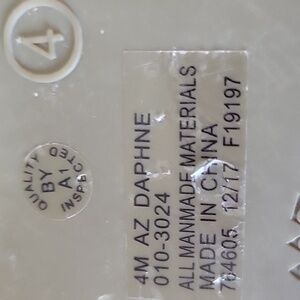 4
QUALITY
BY
A1
INSPECTED
4M AZ DAPHNE
010-3024
ALL MANMADE MATERIALS
MADE IN CHINA
764605 12/17 F19197